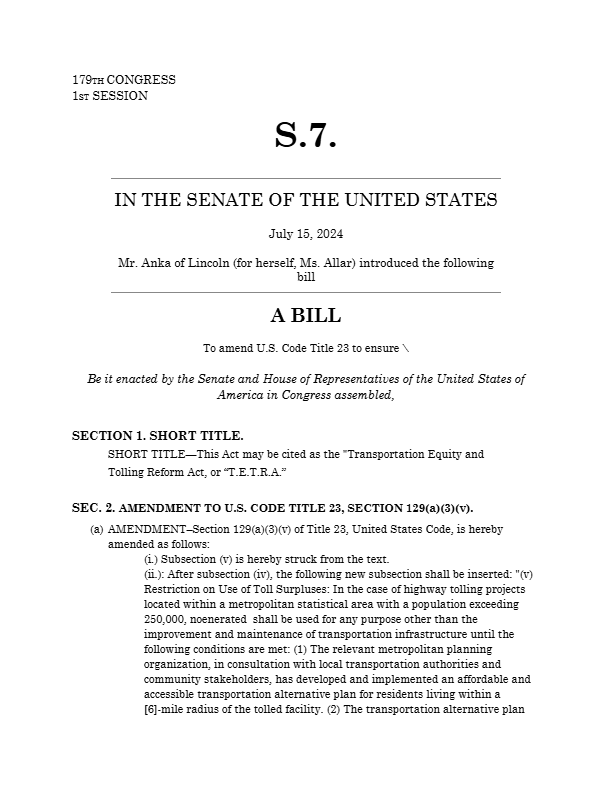 179TH CONGRESS
1ST SESSION
S.7.
IN THE SENATE OF THE UNITED STATES
July 15, 2024
Mr. Anka of Lincoln (for herself, Ms. Allar) introduced the following
bill
A BILL
To amend U.S. Code Title 23 to ensure \
Be it enacted by the Senate and House of Representatives of the United States of
America in Congress assembled,
SECTION 1. SHORT TITLE.
SHORT TITLE—This Act may be cited as the "Transportation Equity and
Tolling Reform Act, or “T.E.T.R.A.”
SEC. 2. AMENDMENT TO U.S. CODE TITLE 23, SECTION 129(a)(3)(v).
(a) AMENDMENT–Section 129(a)(3)(v) of Title 23, United States Code, is hereby
amended as follows:
(i.) Subsection (v) is hereby struck from the text.
(ii.): After subsection (iv), the following new subsection shall be inserted: "(v)
Restriction on Use of Toll Surpluses: In the case of highway tolling projects
located within a metropolitan statistical area with a population exceeding
250,000, noenerated  shall be used for any purpose other than the
improvement and maintenance of transportation infrastructure until the
following conditions are met: (1) The relevant metropolitan planning
organization, in consultation with local transportation authorities and
community stakeholders, has developed and implemented an affordable and
accessible transportation alternative plan for residents living within a
[6]-mile radius of the tolled facility. (2) The transportation alternative plan